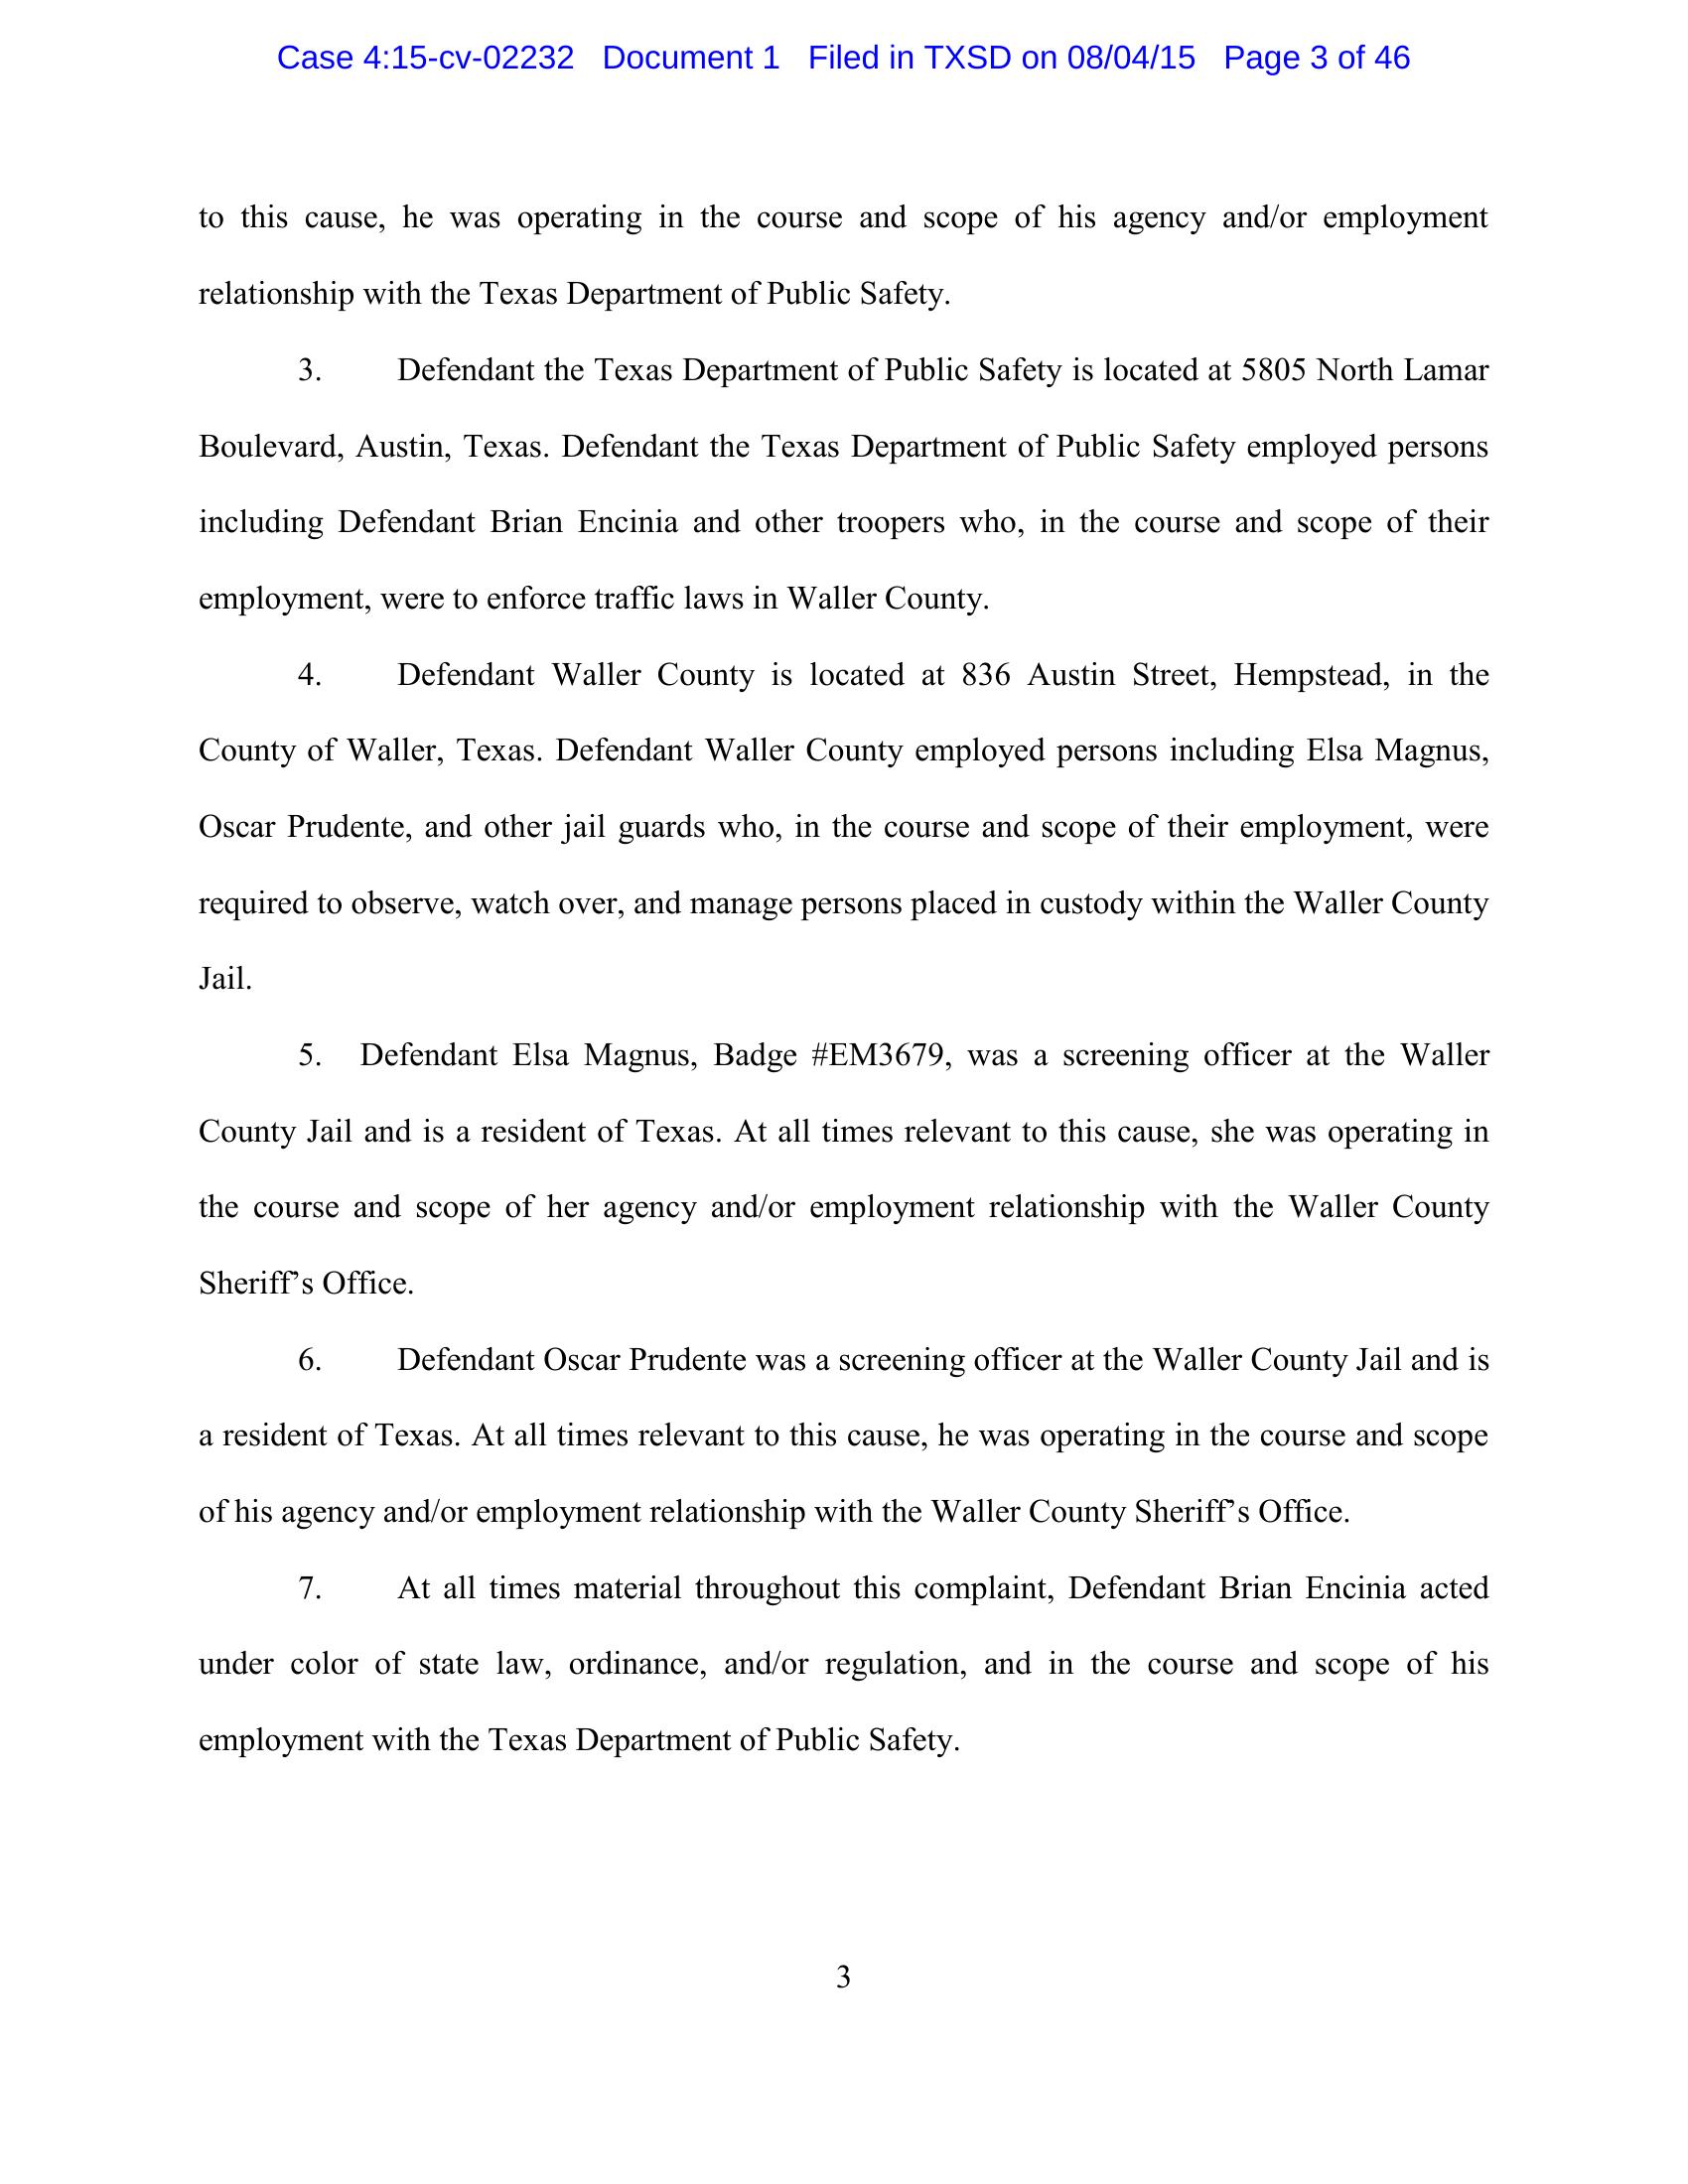 Case 4:15-cv-02232 Document 1 Filed in TXSD on 08/04/15 Page 3 of 46
to this cause, he was operating in the course and scope of his agency and/or employment
relationship with the Texas Department of Public Safety.
3. Defendant the Texas Department of Public Safety is located at 5805 North Lamar
Boulevard, Austin, Texas. Defendant the Texas Department of Public Safety employed persons
including Defendant Brian Encinia and other troopers who, in the course and scope of their
employment, were to enforce traffic laws in Waller County.
4. Defendant Waller County is located at 836 Austin Street, Hempstead, in the
County of Waller, Texas. Defendant Waller County employed persons including Elsa Magnus,
Oscar Prudente, and other jail guards who, in the course and scope of their employment, were
required to observe, watch over, and manage persons placed in custody within the Waller County
Jail.
5. Defendant Elsa Magnus, Badge #EM3679, was a screening officer at the Waller
County Jail and is a resident of Texas. At all times relevant to this cause, she was operating in
the course and scope of her agency and/or employment relationship with the Waller County
Sheriff’s Office.
6. Defendant Oscar Prudente was a screening officer at the Waller County Jail and is
a resident of Texas. At all times relevant to this cause, he was operating in the course and scope
of his agency and/or employment relationship with the Waller County Sheriff’s Office.
7. At all times material throughout this complaint, Defendant Brian Encinia acted
under color of state law, ordinance, and/or regulation, and in the course and scope of his
employment with the Texas Department of Public Safety.
3